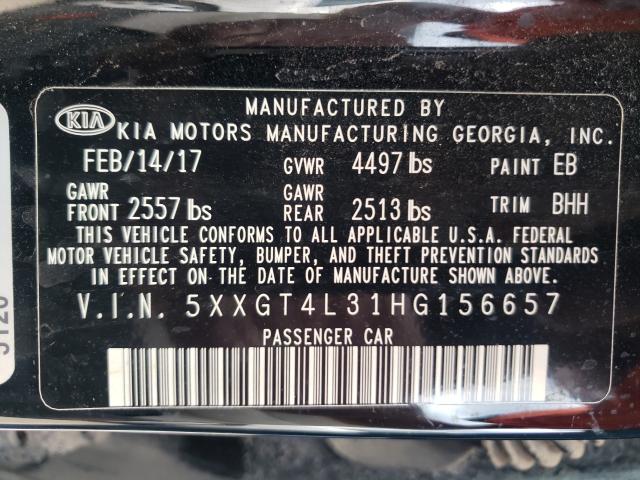 MANUFACTURED BY
KIA KIA MOTORS MANUFACTURING GEORGIA, INC.
FEB/14/17 GVWR 4497 lbs PAINT EB
GAWR FRONT 2557 lbs GAWR REAR 2513 lbs TRIM BHH
THIS VEHICLE CONFORMS TO ALL APPLICABLE U.S.A. FEDERAL
MOTOR VEHICLE SAFETY, BUMPER, AND THEFT PREVENTION STANDARDS
IN EFFECT ON THE DATE OF MANUFACTURE SHOWN ABOVE.
V.I.N. 5XXGT4L31HG156657
PASSENGER CAR